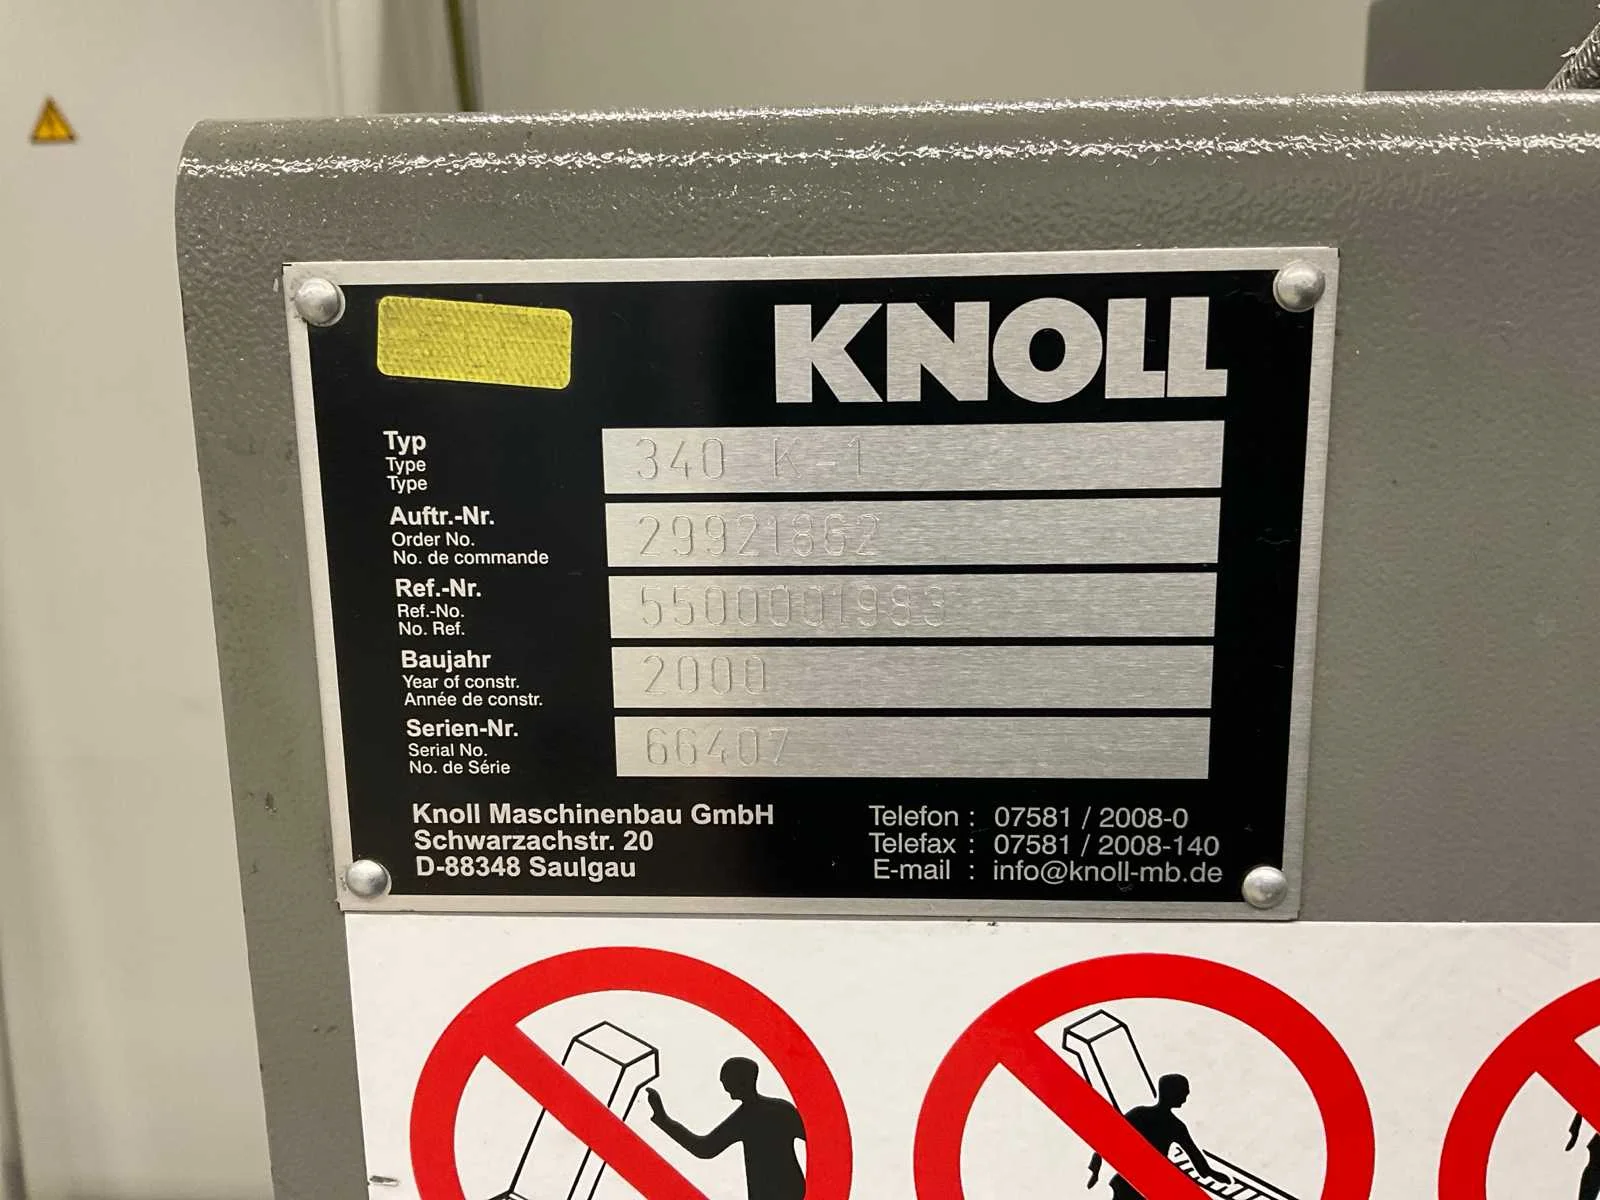 KNOLL
Typ
Type
Type
340 K-1
Auftr.-Nr.
Order No.
No. de commande
29921862
Ref.-Nr.
Ref.-No.
No. Ref.
5500001983
Baujahr
Year of constr.
Année de constr.
2000
Serien-Nr.
Serial No.
No. de Série
66407
Knoll Maschinenbau GmbH
Schwarzachstr. 20
D-88348 Saulgau
Telefon : 07581 / 2008-0
Telefax : 07581 / 2008-140
E-mail : info@knoll-mb.de